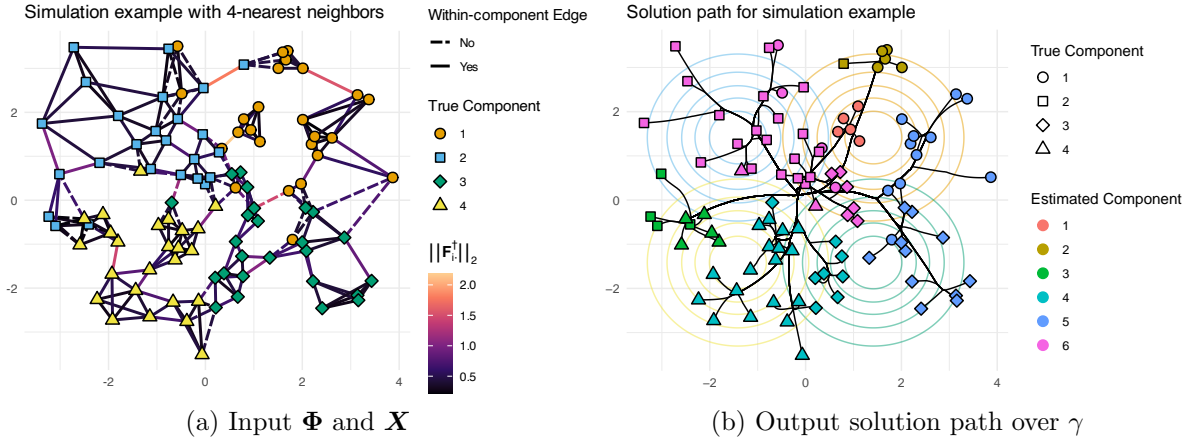 Simulation example with 4-nearest neighbors
2
0
-2
-2
0
2
4
Within-component Edge
No
Yes
True Component
1
2
3
4
||F†i·||2
2.0
1.5
1.0
0.5
(a) Input Φ and X
Solution path for simulation example
2
0
−2
−2
0
2
4
True Component
1
2
3
4
Estimated Component
1
2
3
4
5
6
(b) Output solution path over γ